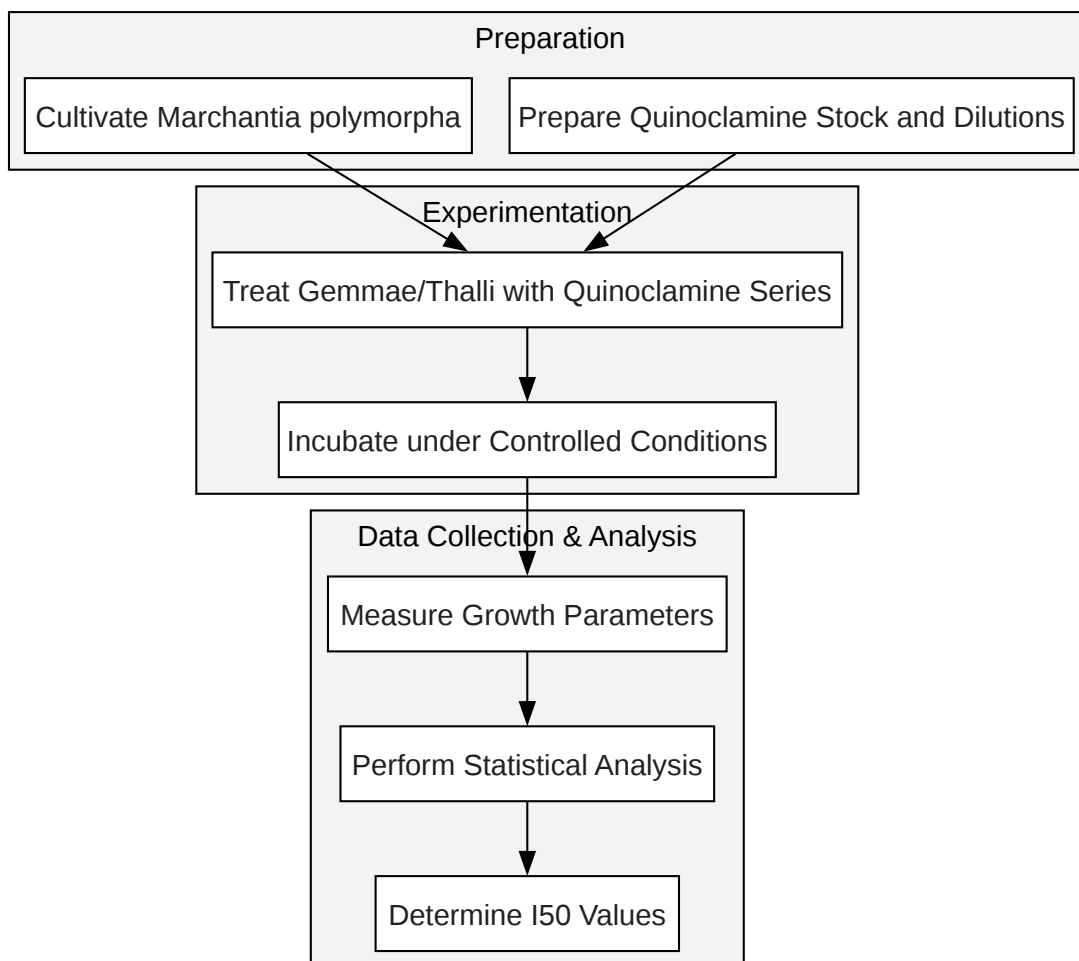 Preparation
Cultivate Marchantia polymorpha
Prepare Quinoclamine Stock and Dilutions
Experimentation
Treat Gemmae/Thalli with Quinoclamine Series
Incubate under Controlled Conditions
Data Collection & Analysis
Measure Growth Parameters
Perform Statistical Analysis
Determine I50 Values